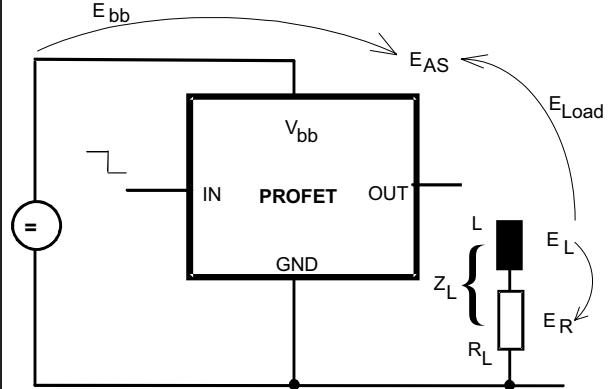 E bb
E AS
E Load
V bb
IN PROFET OUT
=
GND
L
E L
Z L {
E R
R L